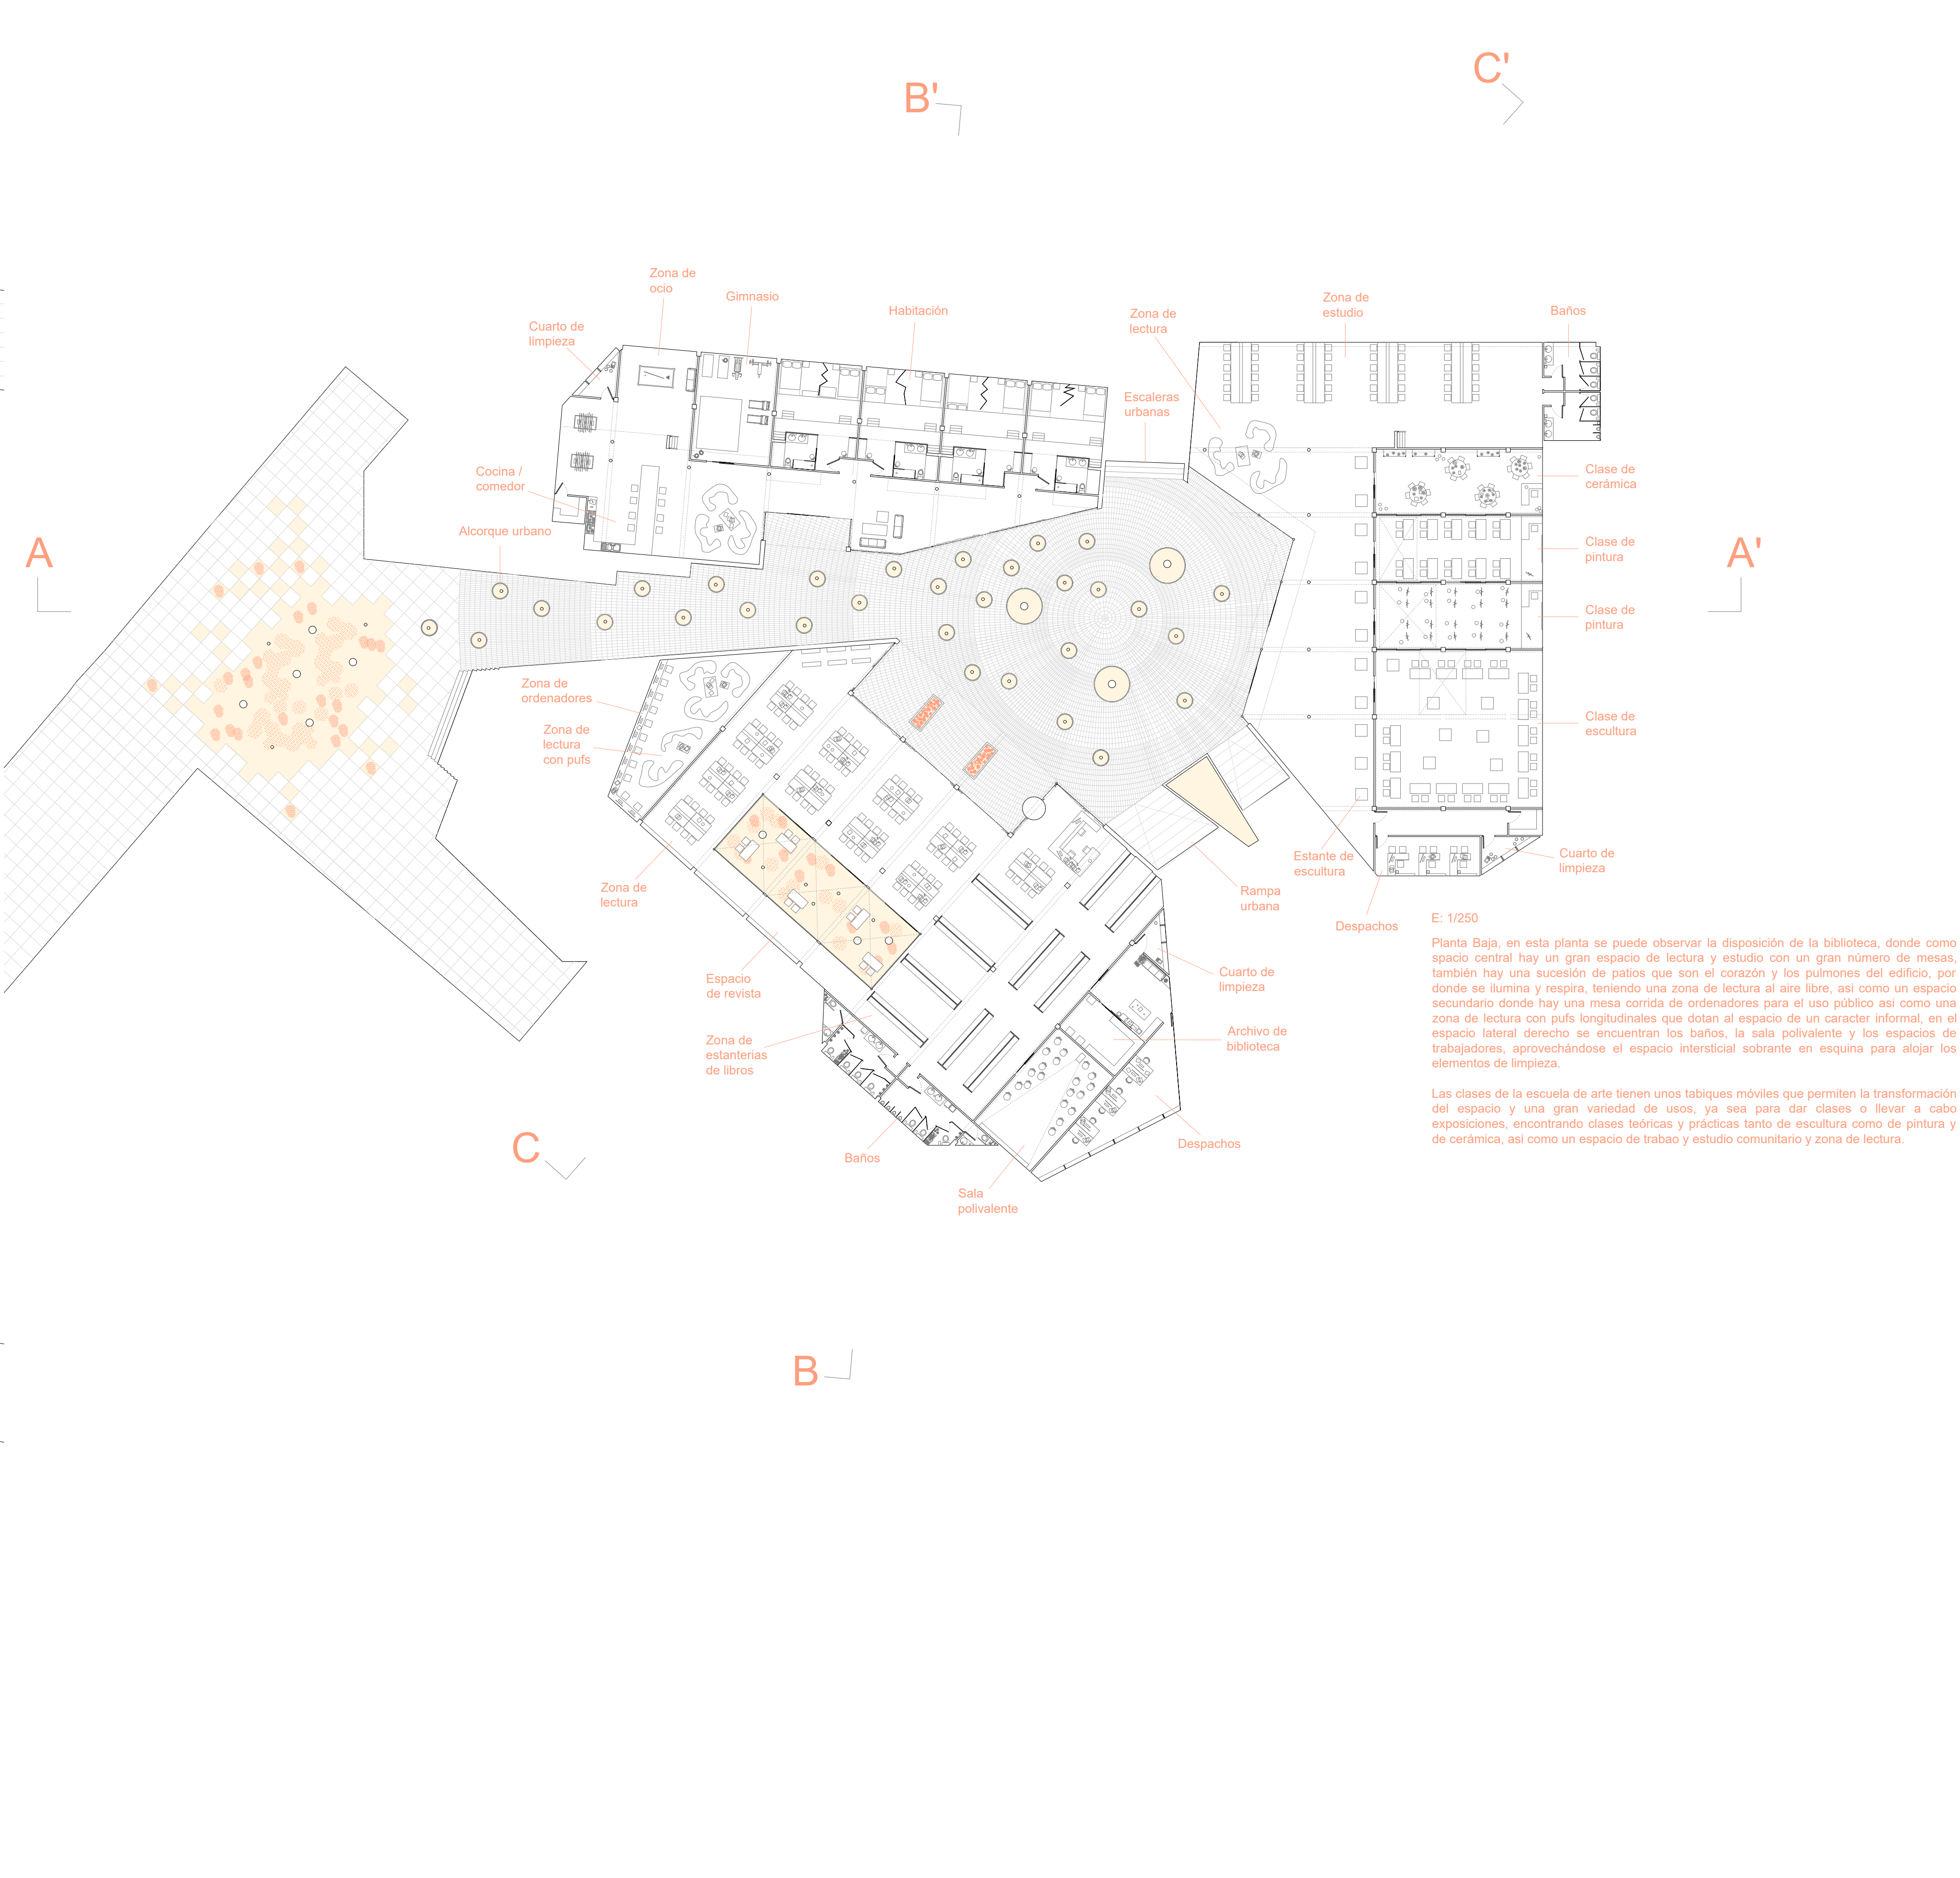 B'
C'
Zona de
ocio
Gimnasio
Habitación
Cuarto de
limpieza
Zona de
lectura
Zona de
estudio
Baños
Escaleras
urbanas
Cocina /
comedor
Alcorque urbano
Clase de
cerámica
A
Clase de
pintura
A'
Clase de
pintura
Zona de
ordenadores
Zona de
lectura
con pufs
Clase de
escultura
Zona de
lectura
Estante de
escultura
Cuarto de
limpieza
Rampa
urbana
Despachos
Espacio
de revista
Cuarto de
limpieza
Zona de
estanterias
de libros
Archivo de
biblioteca
Despachos
Baños
C
Sala
polivalente
B
E: 1/250
Planta Baja, en esta planta se puede observar la disposición de la biblioteca, donde como
spacio central hay un gran espacio de lectura y estudio con un gran número de mesas,
también hay una sucesión de patios que son el corazón y los pulmones del edificio, por
donde se ilumina y respira, teniendo una zona de lectura al aire libre, asi como un espacio
secundario donde hay una mesa corrida de ordenadores para el uso público asi como una
zona de lectura con pufs longitudinales que dotan al espacio de un caracter informal, en el
espacio lateral derecho se encuentran los baños, la sala polivalente y los espacios de
trabajadores, aprovechándose el espacio intersticial sobrante en esquina para alojar los
elementos de limpieza.
Las clases de la escuela de arte tienen unos tabiques móviles que permiten la transformación
del espacio y una gran variedad de usos, ya sea para dar clases o llevar a cabo
exposiciones, encontrando clases teóricas y prácticas tanto de escultura como de pintura y
de cerámica, asi como un espacio de trabao y estudio comunitario y zona de lectura.